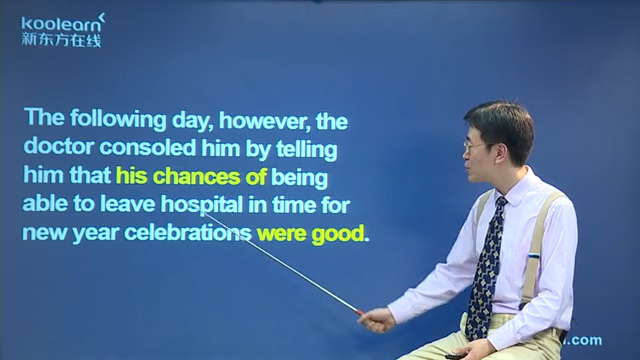 koolearn
新东方在线
The following day, however, the
doctor consoled him by telling
him that his chances of being
able to leave hospital in time for
new year celebrations were good.
.com